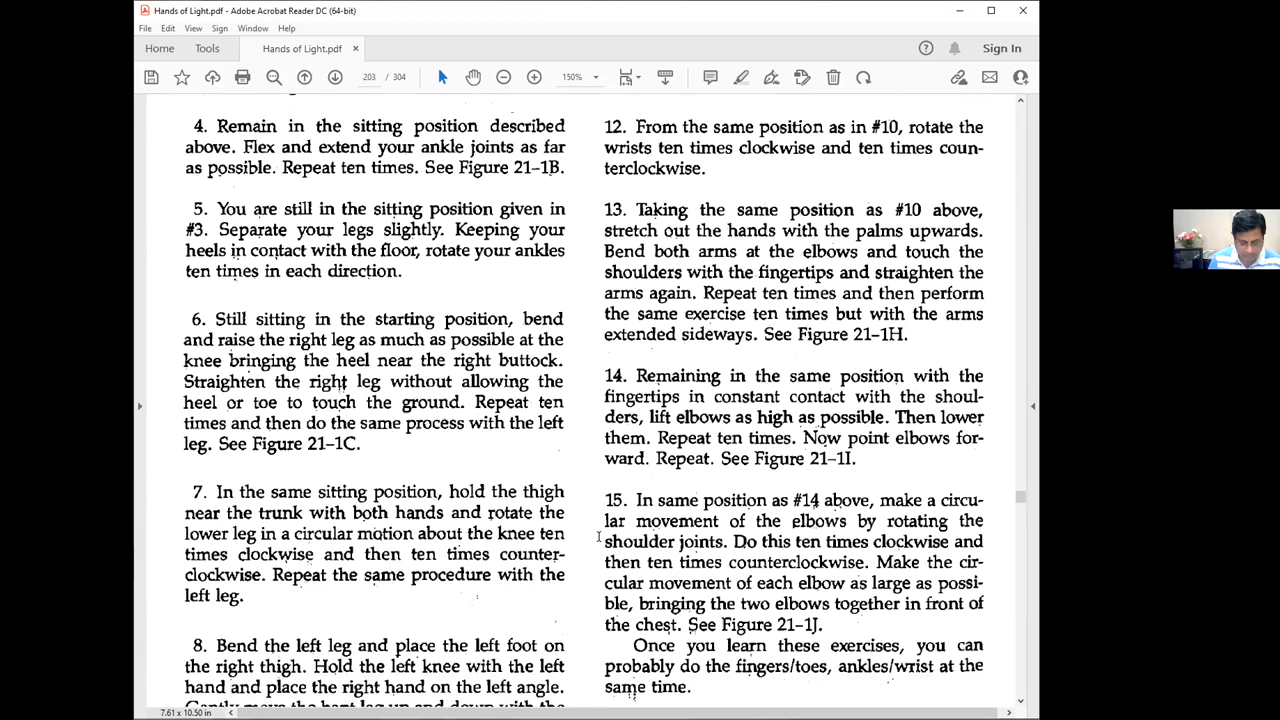 Hands of Light.pdf - Adobe Acrobat Reader DC (64-bit)
File Edit View Sign Window Help
Home Tools Hands of Light.pdf × Sign In
203 / 304 150%
4. Remain in the sitting position described
above. Flex and extend your ankle joints as far
as possible. Repeat ten times. See Figure 21–1B.
5. You are still in the sitting position given in
#3. Separate your legs slightly. Keeping your
heels in contact with the floor, rotate your ankles
ten times in each direction.
6. Still sitting in the starting position, bend
and raise the right leg as much as possible at the
knee bringing the heel near the right buttock.
Straighten the right leg without allowing the
heel or toe to touch the ground. Repeat ten
times and then do the same process with the left
leg. See Figure 21–1C.
7. In the same sitting position, hold the thigh
near the trunk with both hands and rotate the
lower leg in a circular motion about the knee ten
times clockwise and then ten times counter-
clockwise. Repeat the same procedure with the
left leg.
8. Bend the left leg and place the left foot on
the right thigh. Hold the left knee with the left
hand and place the right hand on the left angle.
Gently move the bent leg up and down with the
12. From the same position as in #10, rotate the
wrists ten times clockwise and ten times coun-
terclockwise.
13. Taking the same position as #10 above,
stretch out the hands with the palms upwards.
Bend both arms at the elbows and touch the
shoulders with the fingertips and straighten the
arms again. Repeat ten times and then perform
the same exercise ten times but with the arms
extended sideways. See Figure 21–1H.
14. Remaining in the same position with the
fingertips in constant contact with the shoul-
ders, lift elbows as high as possible. Then lower
them. Repeat ten times. Now point elbows for-
ward. Repeat. See Figure 21–1I.
15. In same position as #14 above, make a circu-
lar movement of the elbows by rotating the
shoulder joints. Do this ten times clockwise and
then ten times counterclockwise. Make the cir-
cular movement of each elbow as large as possi-
ble, bringing the two elbows together in front of
the chest. See Figure 21–1J.
Once you learn these exercises, you can
probably do the fingers/toes, ankles/wrist at the
same time.
7.61 x 10.50 in